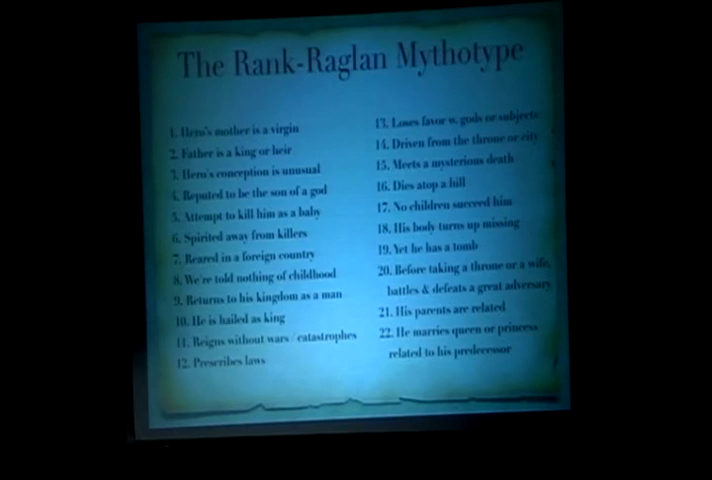 The Rank-Raglan Mythotype
1. Hero's mother is a virgin
2. Father is a king or heir
3. Hero's conception is unusual
4. Reputed to be the son of a god
5. Attempt to kill him as a baby
6. Spirited away from killers
7. Reared in a foreign country
8. We're told nothing of childhood
9. Returns to his kingdom as a man
10. He is hailed as king
11. Reigns without wars / catastrophes
12. Prescribes laws
13. Loses favor w. gods or subjects
14. Driven from the throne or city
15. Meets a mysterious death
16. Dies atop a hill
17. No children succeed him
18. His body turns up missing
19. Yet he has a tomb
20. Before taking a throne or a wife,
battles & defeats a great adversary
21. His parents are related
22. He marries queen or princess
related to his predecessor